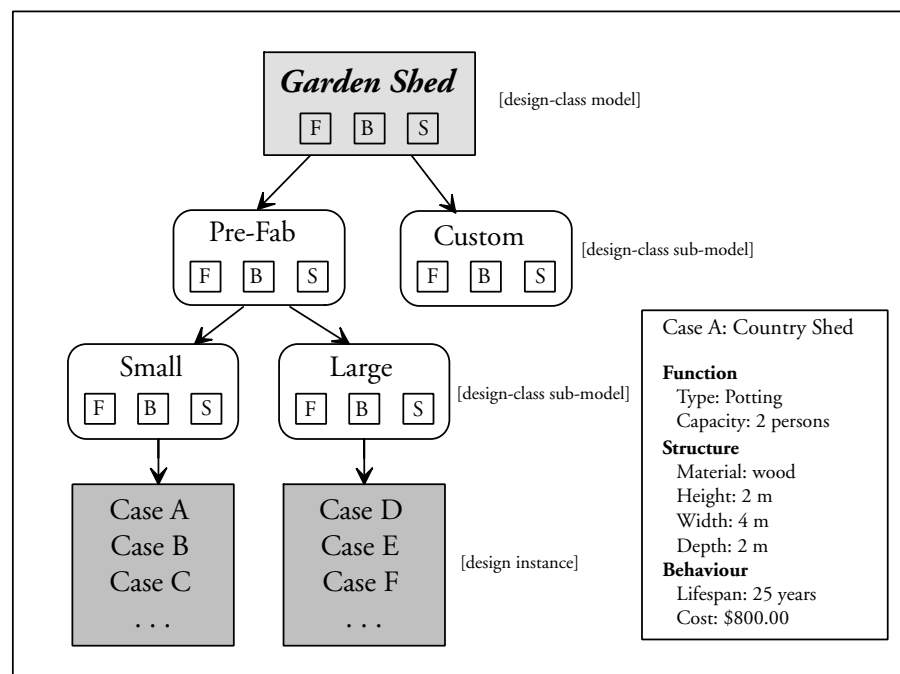 Garden Shed
F B S
[design-class model]
Pre-Fab
F B S
Custom
F B S
[design-class sub-model]
Small
F B S
Large
F B S
[design-class sub-model]
Case A
Case B
Case C
. . .
Case D
Case E
Case F
. . .
[design instance]
Case A: Country Shed
Function
Type: Potting
Capacity: 2 persons
Structure
Material: wood
Height: 2 m
Width: 4 m
Depth: 2 m
Behaviour
Lifespan: 25 years
Cost: $800.00